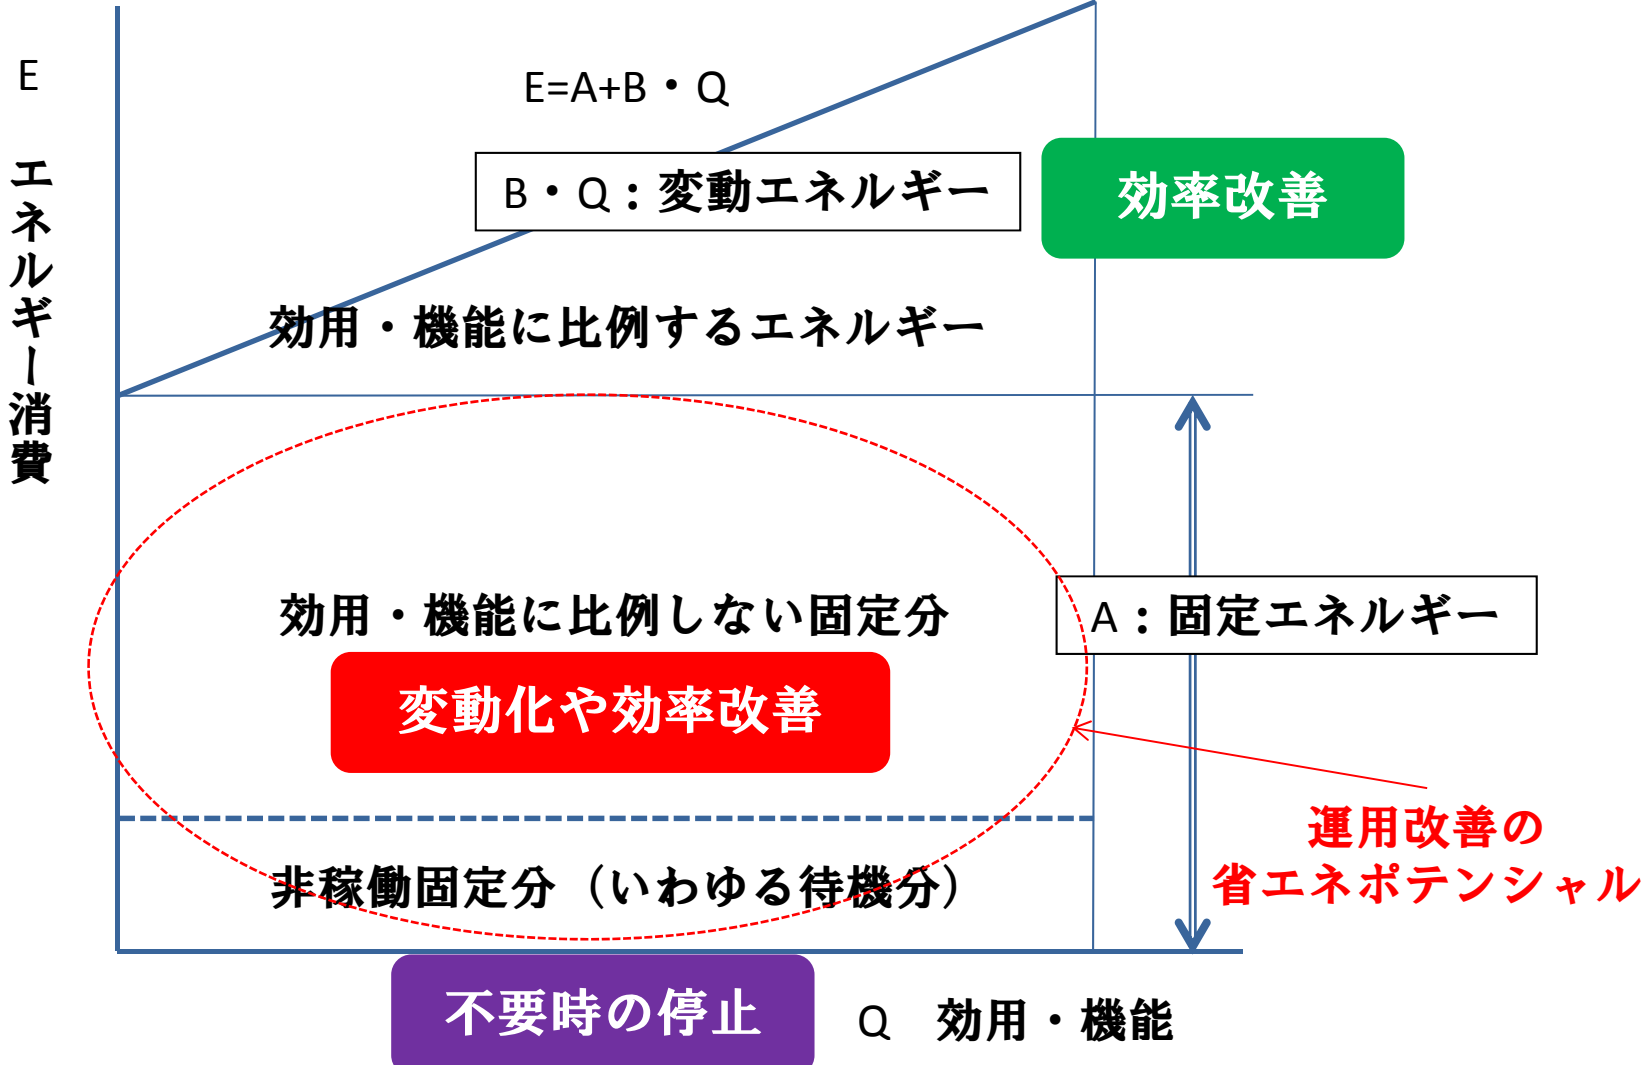 E
エネルギー消費
E=A+B・Q
B・Q：変動エネルギー
効率改善
効用・機能に比例するエネルギー
効用・機能に比例しない固定分
A：固定エネルギー
変動化や効率改善
運用改善の
省エネポテンシャル
非稼働固定分（いわゆる待機分）
不要時の停止
Q　効用・機能